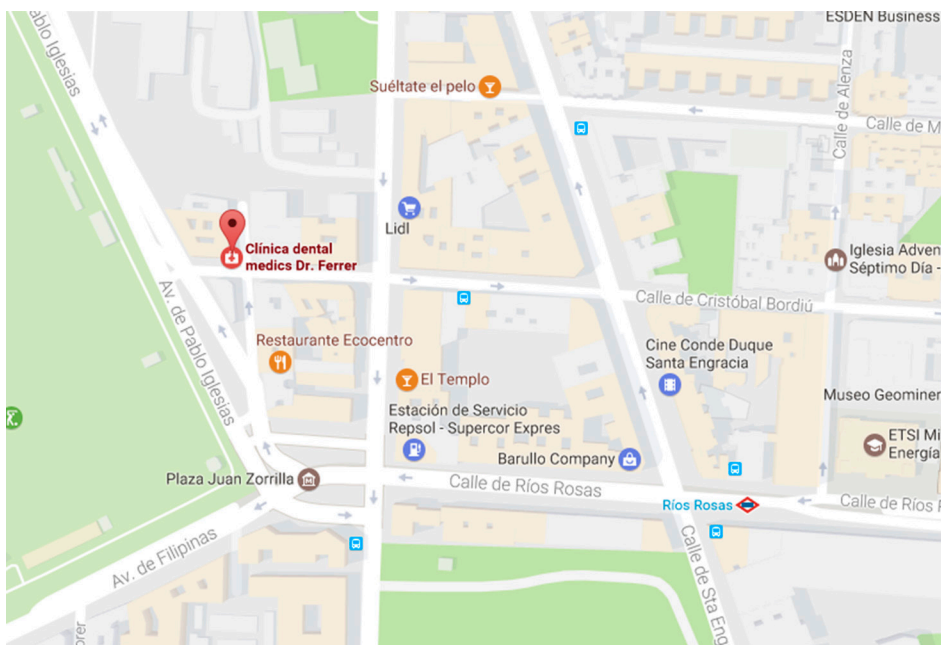 ESDEN Business
Pablo Iglesias
Suéltate el pelo
Calle de Alenza
Calle de M
Lidl
Clínica dental
medics Dr. Ferrer
Iglesia Adven
Séptimo Día -
Calle de Cristóbal Bordiú
Av. de Pablo Iglesias
Restaurante Ecocentro
Cine Conde Duque
Santa Engracia
El Templo
Museo Geominer
Estación de Servicio
Repsol - Supercor Expres
ETSI Mi
Energía
Barullo Company
Plaza Juan Zorrilla
Calle de Ríos Rosas
Ríos Rosas
Calle de Ríos R
Av. de Filipinas
Calle de Sta Eng
rer